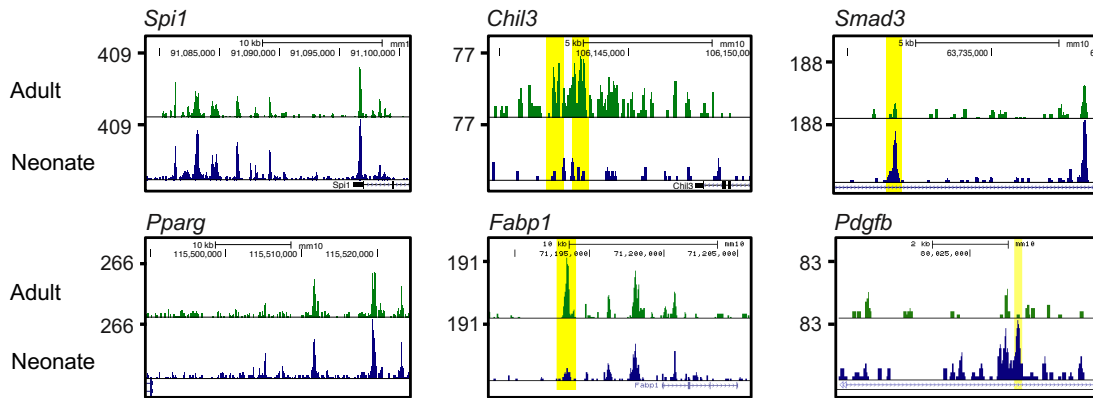 Spi1
Chil3
Smad3
10 kb mm1
5 kb mm10
5 kb mm10
91,085,000 91,090,000 91,095,000 91,100,000
106,145,000 106,150,000
63,735,000 6
409
77
188
Adult
409
77
188
Neonate
Spi1
Chil3
Pparg
Fabp1
Pdgfb
10 kb mm10
10 kb mm10
2 kb mm10
115,500,000 115,510,000 115,520,000
71,195,000 71,200,000 71,205,000
80,025,000
266
191
83
Adult
266
191
83
Neonate
Fabp1